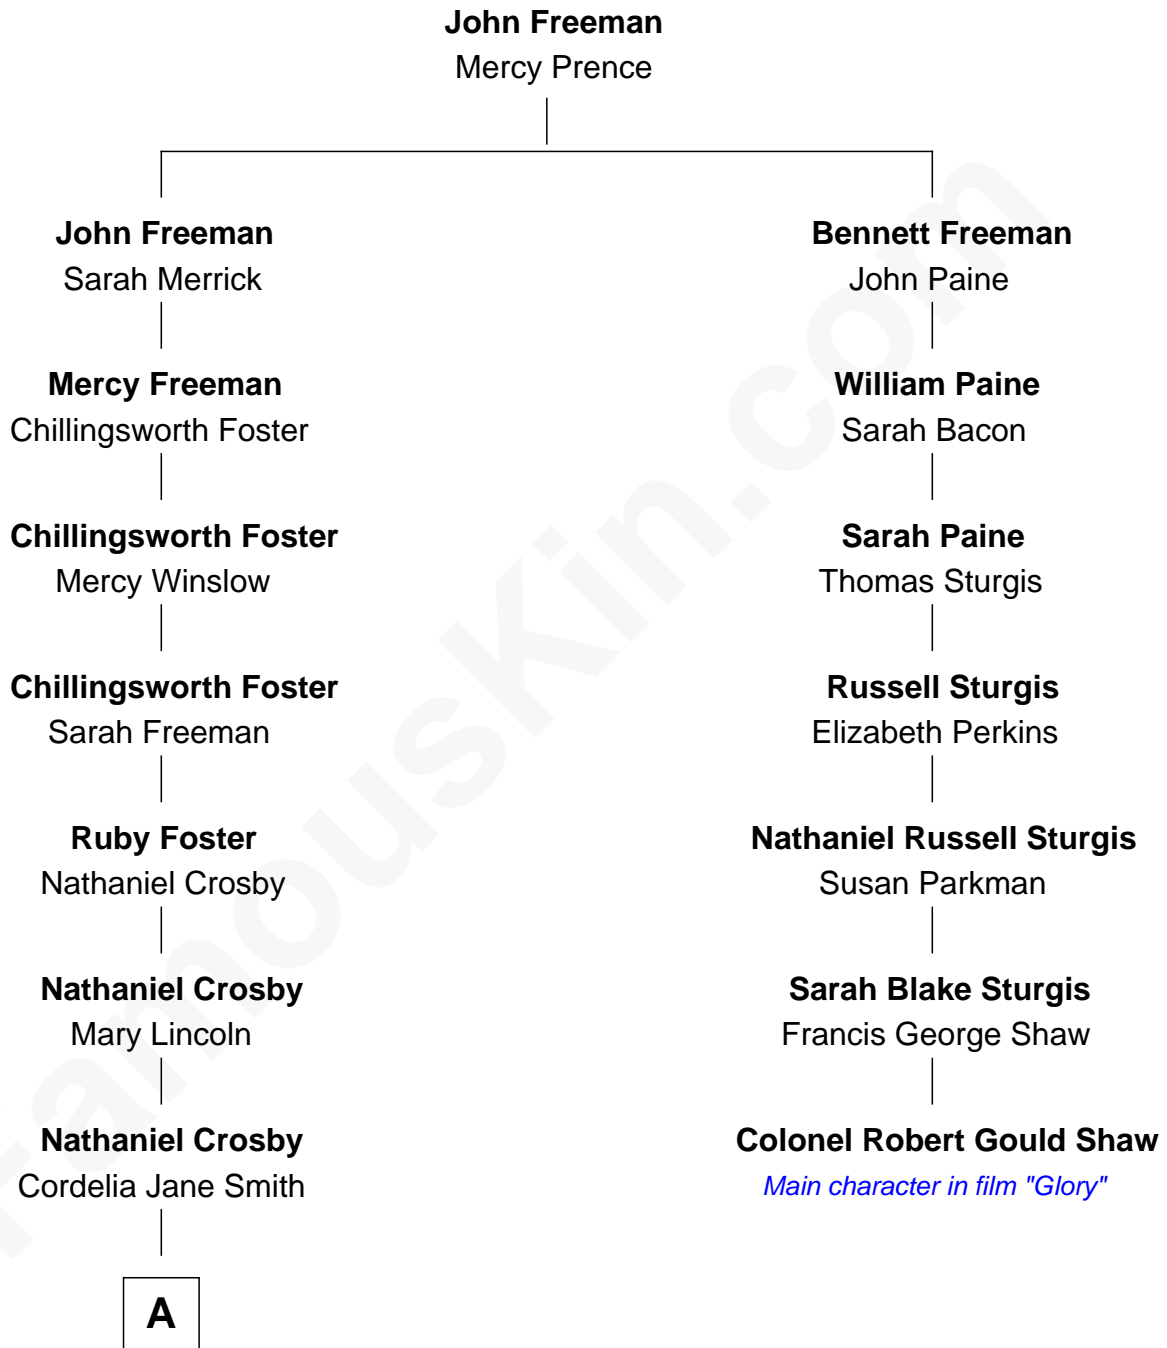 John Freeman
Mercy Prence
John Freeman
Sarah Merrick
Bennett Freeman
John Paine
Mercy Freeman
Chillingsworth Foster
William Paine
Sarah Bacon
Chillingsworth Foster
Mercy Winslow
Sarah Paine
Thomas Sturgis
Chillingsworth Foster
Sarah Freeman
Russell Sturgis
Elizabeth Perkins
Ruby Foster
Nathaniel Crosby
Nathaniel Russell Sturgis
Susan Parkman
Nathaniel Crosby
Mary Lincoln
Sarah Blake Sturgis
Francis George Shaw
Nathaniel Crosby
Cordelia Jane Smith
Colonel Robert Gould Shaw
Main character in film "Glory"
A
FamousKin.com